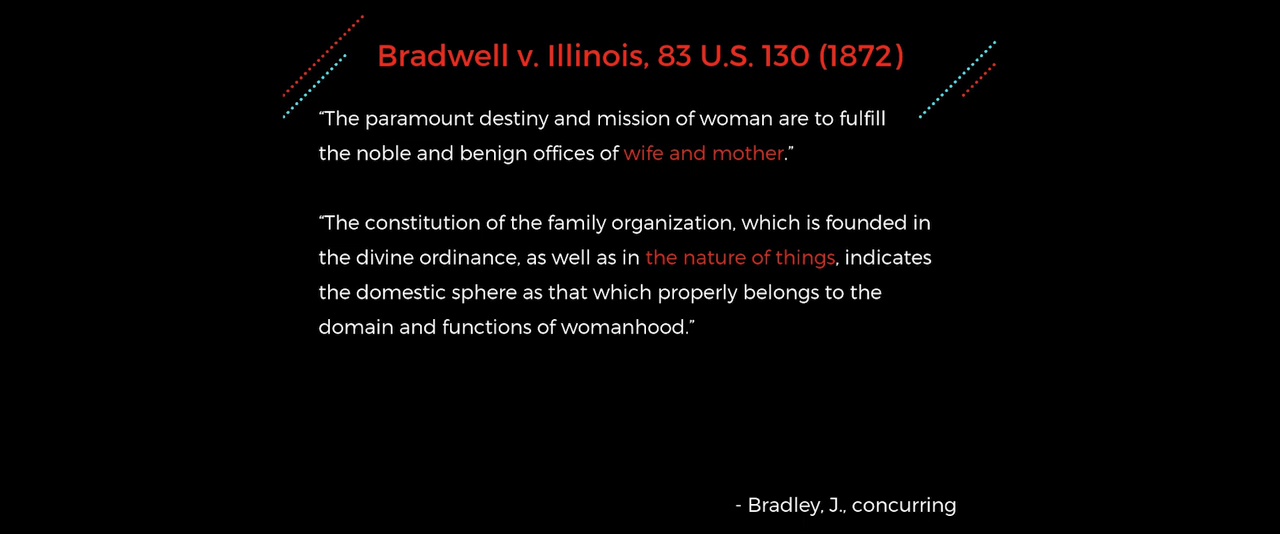 Bradwell v. Illinois, 83 U.S. 130 (1872)
“The paramount destiny and mission of woman are to fulfill
the noble and benign offices of wife and mother.”
“The constitution of the family organization, which is founded in
the divine ordinance, as well as in the nature of things, indicates
the domestic sphere as that which properly belongs to the
domain and functions of womanhood.”
- Bradley, J., concurring